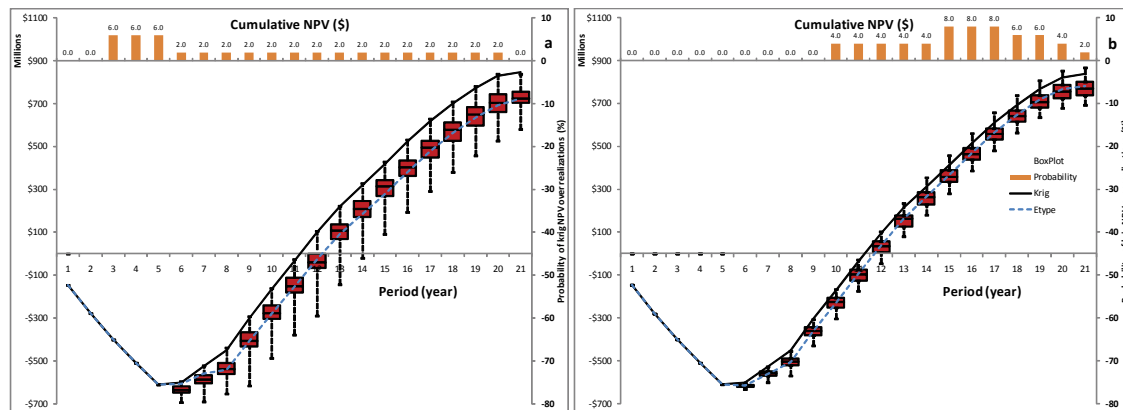 Cumulative NPV ($)
a
Millions
$1100
$900
$700
$500
$300
$100
-$100
-$300
-$500
-$700
10
0
-10
-20
-30
-40
-50
-60
-70
-80
0.0 0.0 6.0 6.0 6.0 2.0 2.0 2.0 2.0 2.0 2.0 2.0 2.0 2.0 2.0 2.0 2.0 2.0 2.0 2.0 0.0
1 2 3 4 5 6 7 8 9 10 11 12 13 14 15 16 17 18 19 20 21
Period (year)
Probability of krig NPV over realizations (%)
Cumulative NPV ($)
b
Millions
$1100
$900
$700
$500
$300
$100
-$100
-$300
-$500
-$700
10
0
-10
-20
-30
-40
-50
-60
-70
-80
0.0 0.0 0.0 0.0 0.0 0.0 0.0 0.0 0.0 4.0 4.0 4.0 4.0 4.0 8.0 8.0 8.0 6.0 6.0 4.0 2.0
BoxPlot
Probability
Krig
Etype
1 2 3 4 5 6 7 8 9 10 11 12 13 14 15 16 17 18 19 20 21
Period (year)